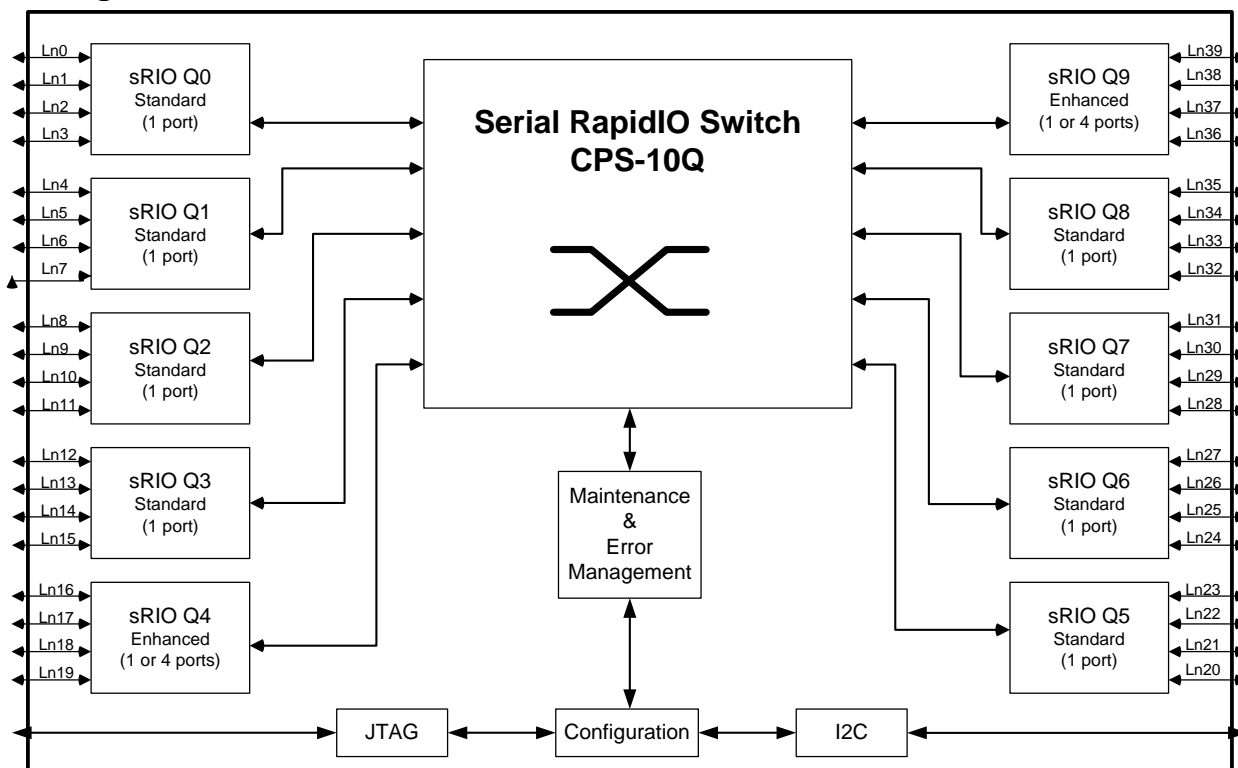 Ln0
Ln1
Ln2
Ln3
sRIO Q0
Standard
(1 port)
Ln4
Ln5
Ln6
Ln7
sRIO Q1
Standard
(1 port)
Ln8
Ln9
Ln10
Ln11
sRIO Q2
Standard
(1 port)
Ln12
Ln13
Ln14
Ln15
sRIO Q3
Standard
(1 port)
Ln16
Ln17
Ln18
Ln19
sRIO Q4
Enhanced
(1 or 4 ports)
Serial RapidIO Switch
CPS-10Q
Maintenance
&
Error
Management
JTAG
Configuration
I2C
sRIO Q9
Enhanced
(1 or 4 ports)
Ln39
Ln38
Ln37
Ln36
sRIO Q8
Standard
(1 port)
Ln35
Ln34
Ln33
Ln32
sRIO Q7
Standard
(1 port)
Ln31
Ln30
Ln29
Ln28
sRIO Q6
Standard
(1 port)
Ln27
Ln26
Ln25
Ln24
sRIO Q5
Standard
(1 port)
Ln23
Ln22
Ln21
Ln20